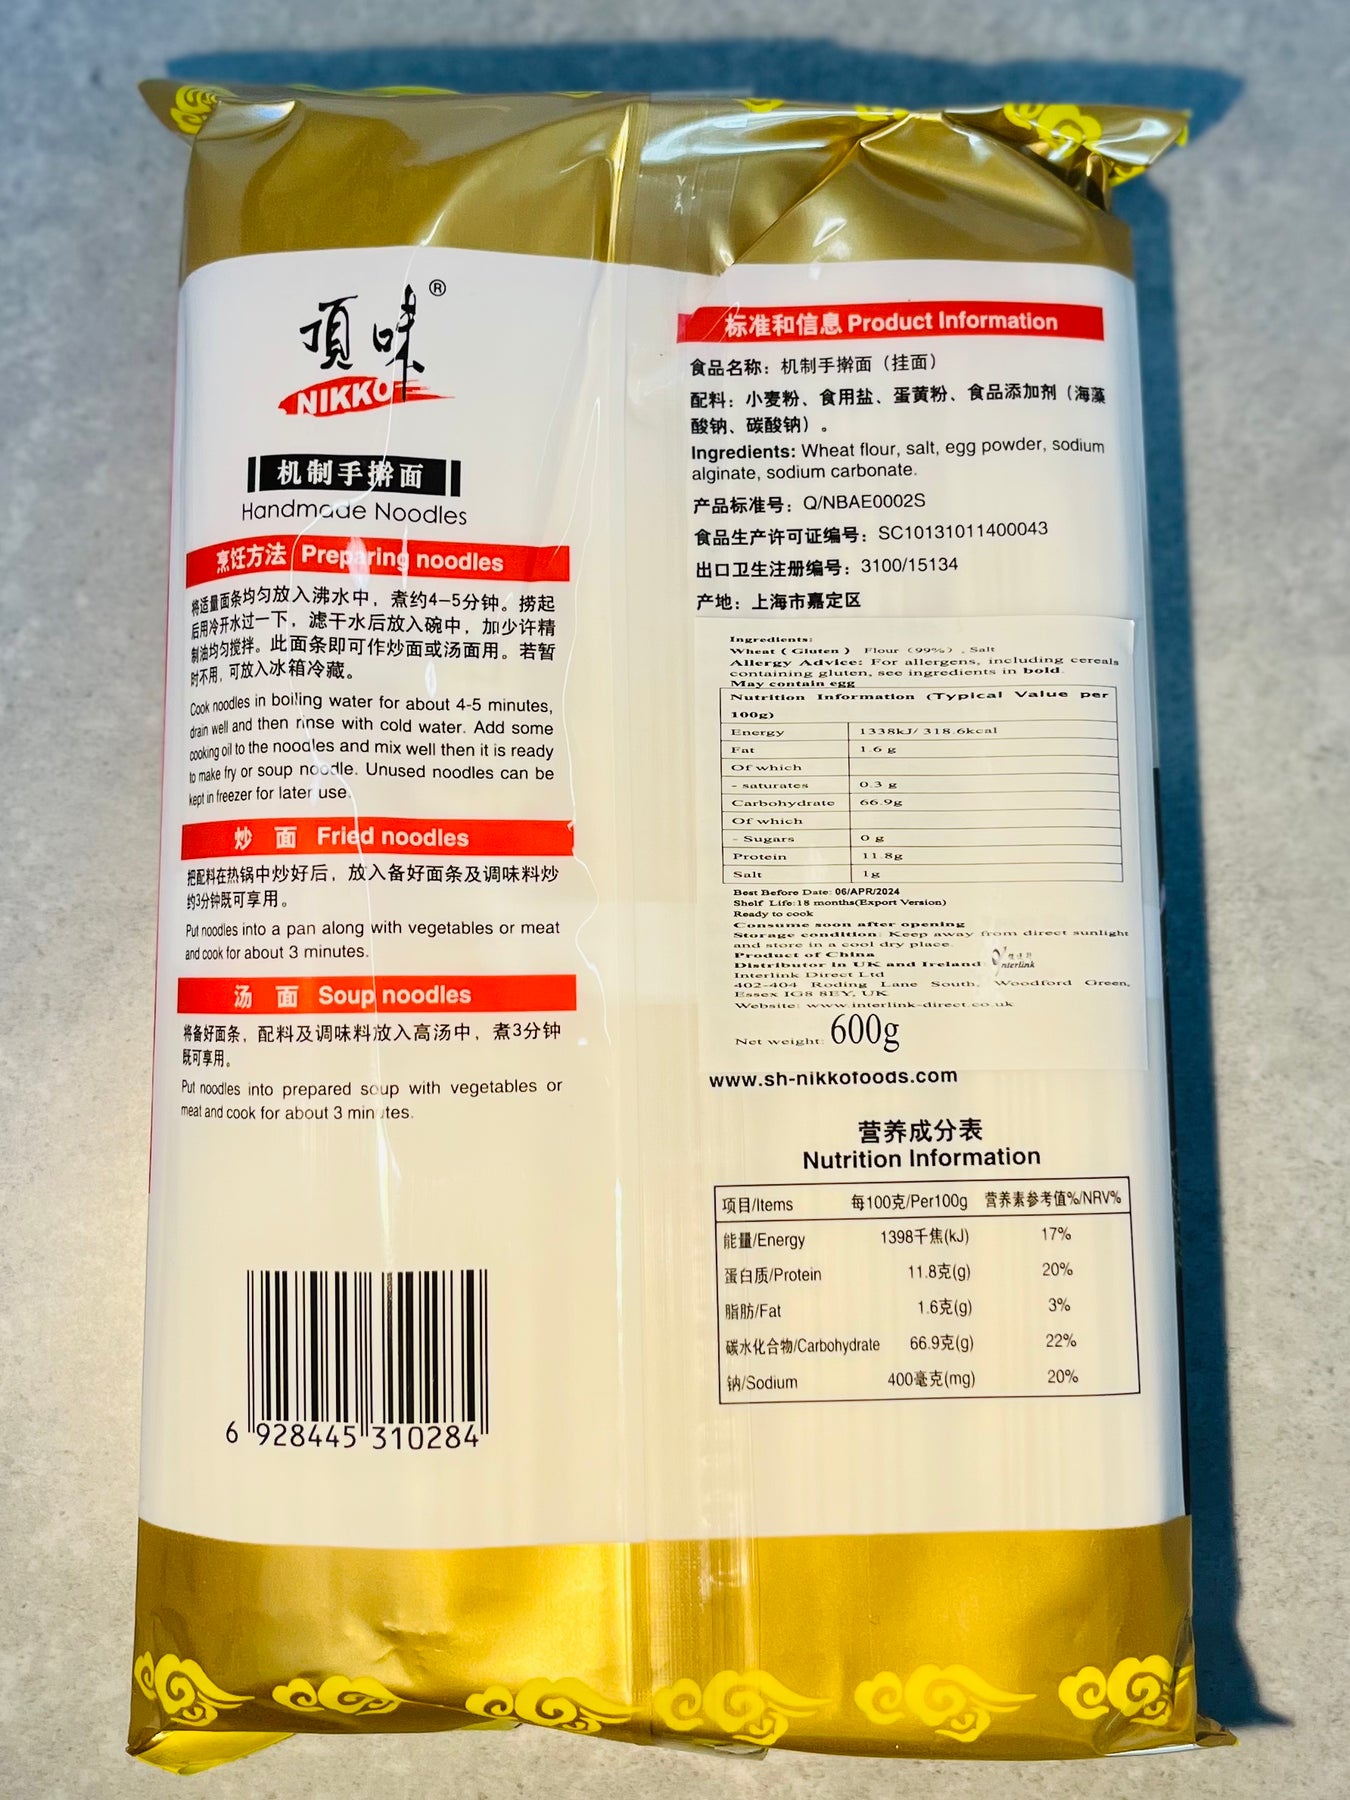 頂味®
NIKKO
机制手擀面
Handmade Noodles
烹饪方法 Preparing noodles
将适量面条均匀放入沸水中，煮约4–5分钟。捞起
后用冷开水过一下，滤干水后放入碗中，加少许精
制油均匀搅拌。此面条即可作炒面或汤面用。若暂
时不用，可放入冰箱冷藏。
Cook noodles in boiling water for about 4-5 minutes,
drain well and then rinse with cold water. Add some
cooking oil to the noodles and mix well then it is ready
to make fry or soup noodle. Unused noodles can be
kept in freezer for later use.
炒 面 Fried noodles
把配料在热锅中炒好后，放入备好面条及调味料炒
约3分钟既可享用。
Put noodles into a pan along with vegetables or meat
and cook for about 3 minutes.
汤 面 Soup noodles
将备好面条，配料及调味料放入高汤中，煮3分钟
既可享用。
Put noodles into prepared soup with vegetables or
meat and cook for about 3 minutes.
6 928445 310284
标准和信息 Product Information
食品名称：机制手擀面（挂面）
配料：小麦粉、食用盐、蛋黄粉、食品添加剂（海藻
酸钠、碳酸钠）。
Ingredients: Wheat flour, salt, egg powder, sodium
alginate, sodium carbonate.
产品标准号：Q/NBAE0002S
食品生产许可证编号：SC10131011400043
出口卫生注册编号：3100/15134
产地：上海市嘉定区
Ingredients:
Wheat ( Gluten ) Flour (99%) , Salt
Allergy Advice: For allergens, including cereals
containing gluten, see ingredients in bold.
May contain egg
Nutrition Information (Typical Value per
100g)
Energy 1338kJ/ 318.6kcal
Fat 1.6 g
Of which
- saturates 0.3 g
Carbohydrate 66.9g
Of which
- Sugars 0 g
Protein 11.8g
Salt 1g
Best Before Date: 06/APR/2024
Shelf Life:18 months(Export Version)
Ready to cook
Consume soon after opening
Storage condition: Keep away from direct sunlight
and store in a cool dry place.
Product of China
Distributor in UK and Ireland: Interlink
Interlink Direct Ltd
402-404 Roding Lane South, Woodford Green,
Essex IG8 8EY, UK
Website: www.interlink-direct.co.uk
Net weight: 600g
www.sh-nikkofoods.com
营养成分表
Nutrition Information
项目/Items 每100克/Per100g 营养素参考值%/NRV%
能量/Energy 1398千焦(kJ) 17%
蛋白质/Protein 11.8克(g) 20%
脂肪/Fat 1.6克(g) 3%
碳水化合物/Carbohydrate 66.9克(g) 22%
钠/Sodium 400毫克(mg) 20%